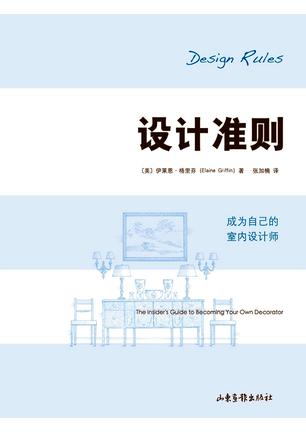 Design Rules
设计准则
〔美〕伊莱恩·格里芬 (Elaine Griffin) 著 张加楠 译
成为自己的
室内设计师
The Insider's Guide to Becoming Your Own Decorator
山东画报出版社